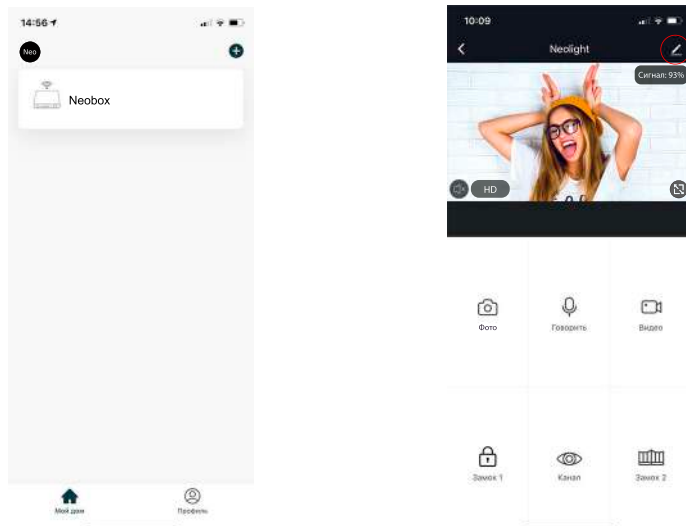 14:56
Neo
Neobox
Мой дом
Профиль
10:09
Neolight
Сигнал: 93%
HD
Фото
Говорить
Видео
Замок 1
Канал
Замок 2